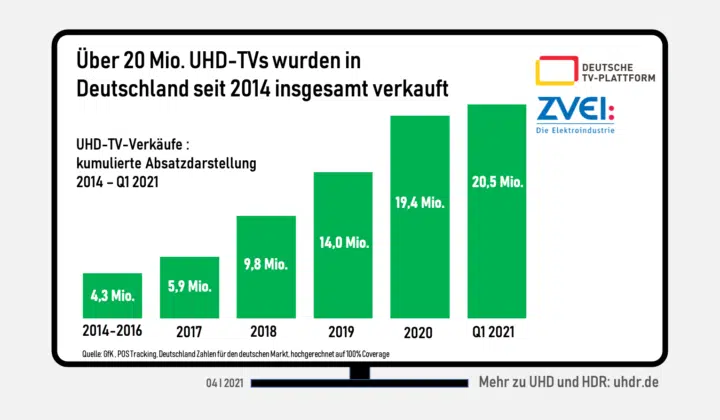 Über 20 Mio. UHD-TVs wurden in
Deutschland seit 2014 insgesamt verkauft
DEUTSCHE
TV-PLATTFORM
ZVEI:
Die Elektroindustrie
UHD-TV-Verkäufe :
kumulierte Absatzdarstellung
2014 – Q1 2021
4,3 Mio.
5,9 Mio.
9,8 Mio.
14,0 Mio.
19,4 Mio.
20,5 Mio.
2014-2016
2017
2018
2019
2020
Q1 2021
Quelle: GfK , POS Tracking, Deutschland Zahlen für den deutschen Markt, hochgerechnet auf 100% Coverage
04 I 2021
Mehr zu UHD und HDR: uhdr.de